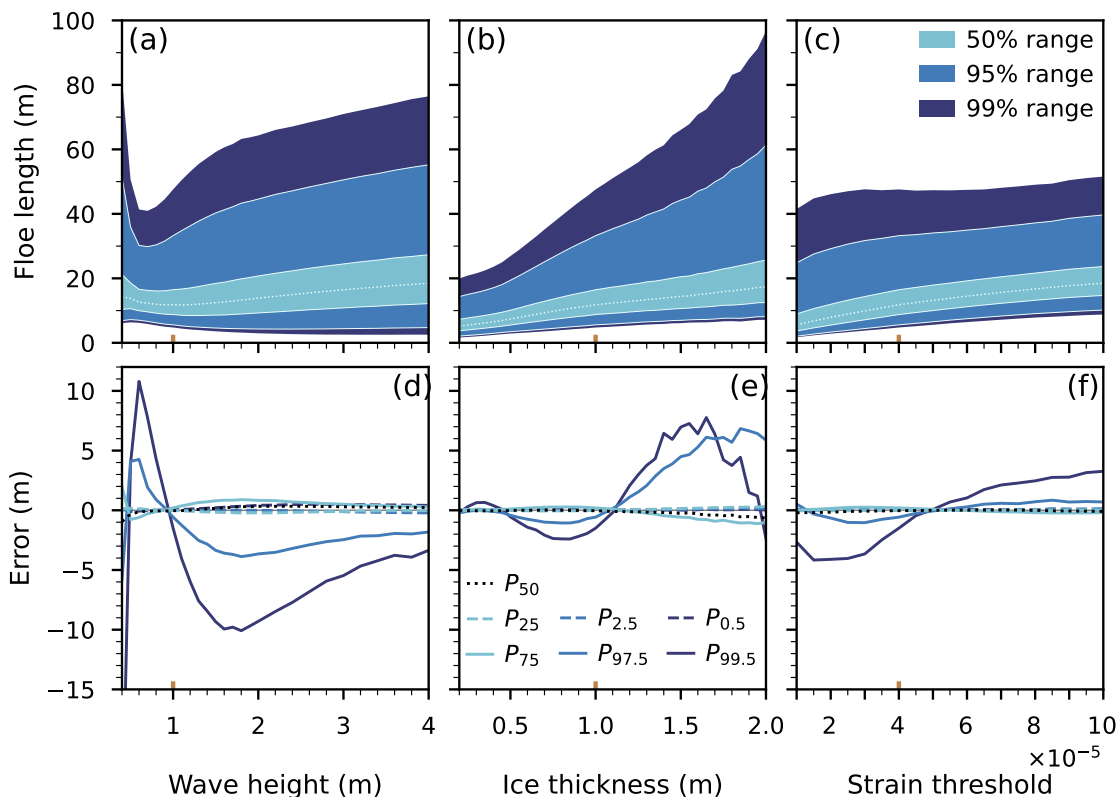 100
80
60
40
20
0
Floe length (m)
(a)
(b)
(c)
50% range
95% range
99% range
10
5
0
−5
−10
−15
Error (m)
(d)
(e)
(f)
P50
P25
P2.5
P0.5
P75
P97.5
P99.5
1 2 3 4
0.5 1.0 1.5 2.0
2 4 6 8 10
×10−5
Wave height (m)
Ice thickness (m)
Strain threshold